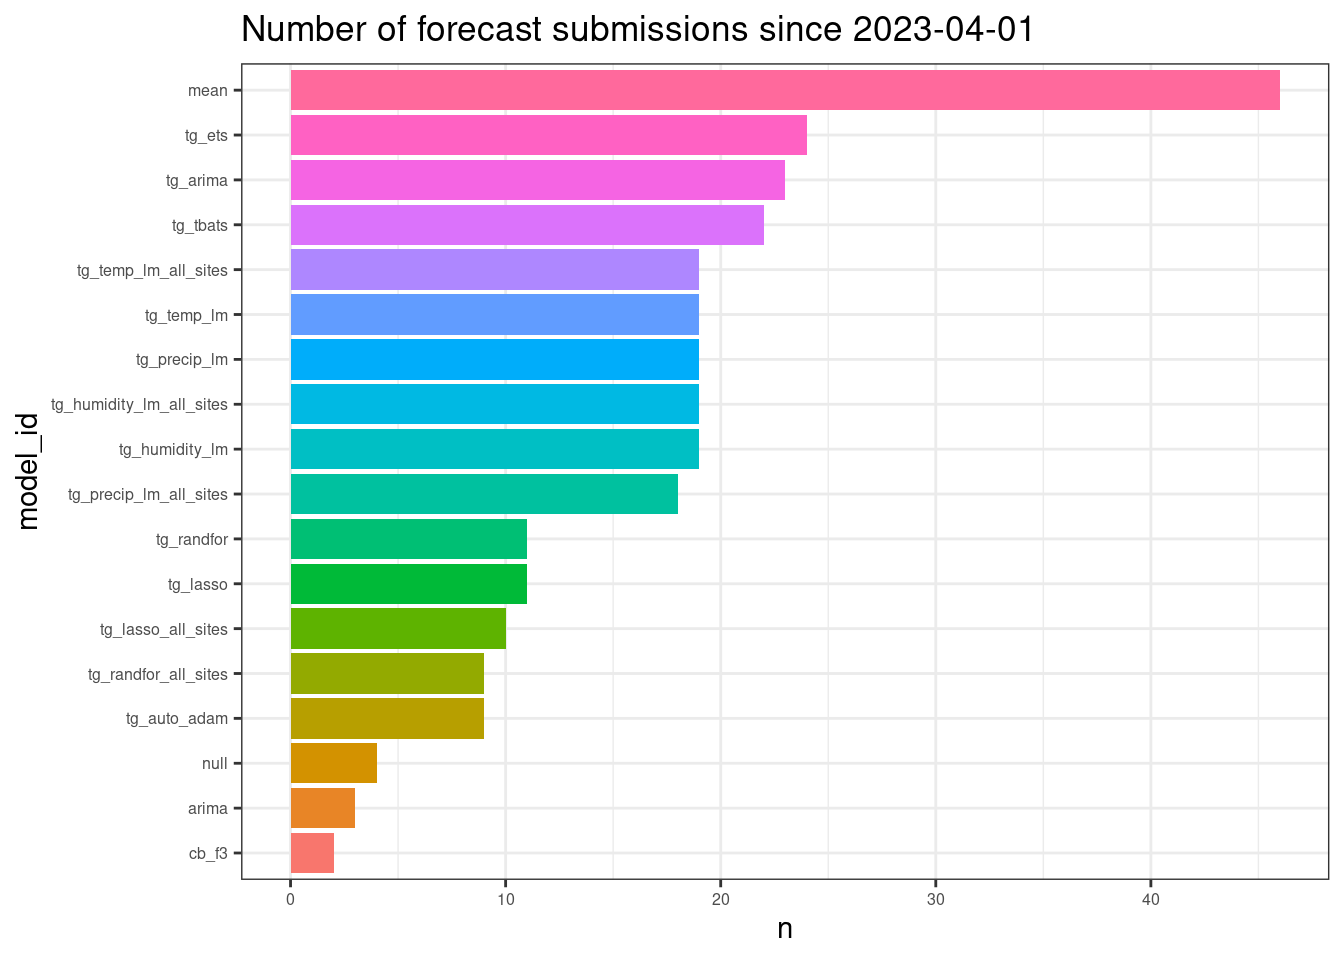 Number of forecast submissions since 2023-04-01
mean
tg_ets
tg_arima
tg_tbats
tg_temp_lm_all_sites
tg_temp_lm
tg_precip_lm
tg_humidity_lm_all_sites
tg_humidity_lm
tg_precip_lm_all_sites
tg_randfor
tg_lasso
tg_lasso_all_sites
tg_randfor_all_sites
tg_auto_adam
null
arima
cb_f3
model_id
0 10 20 30 40
n